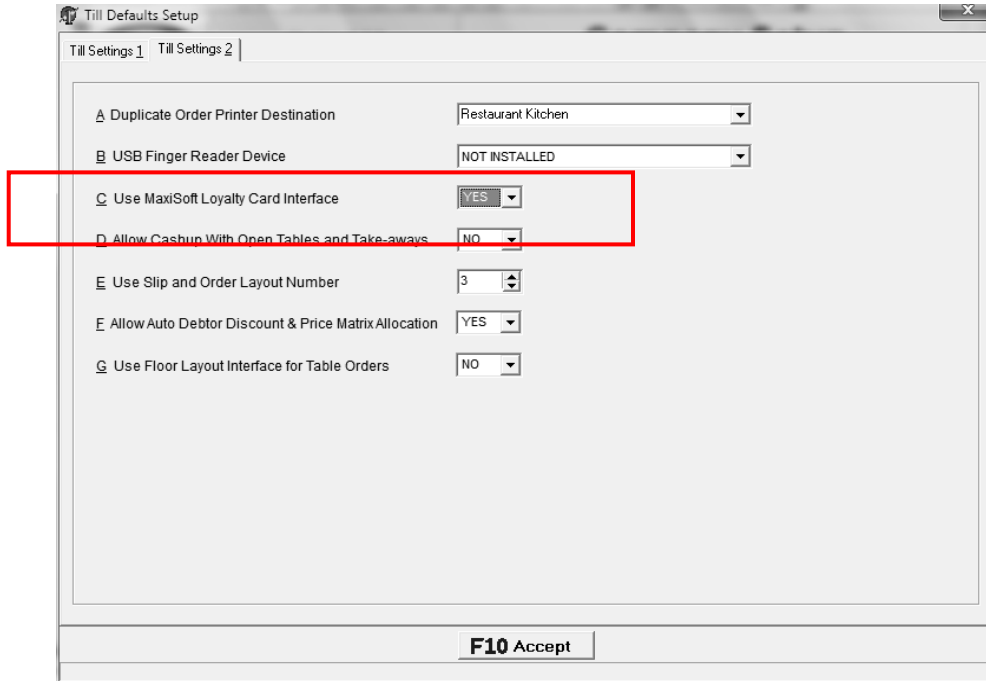 Till Defaults Setup
Till Settings 1 Till Settings 2
A Duplicate Order Printer Destination Restaurant Kitchen
B USB Finger Reader Device NOT INSTALLED
C Use MaxiSoft Loyalty Card Interface YES
D Allow Cashup With Open Tables and Take-aways NO
E Use Slip and Order Layout Number 3
F Allow Auto Debtor Discount & Price Matrix Allocation YES
G Use Floor Layout Interface for Table Orders NO
F10 Accept